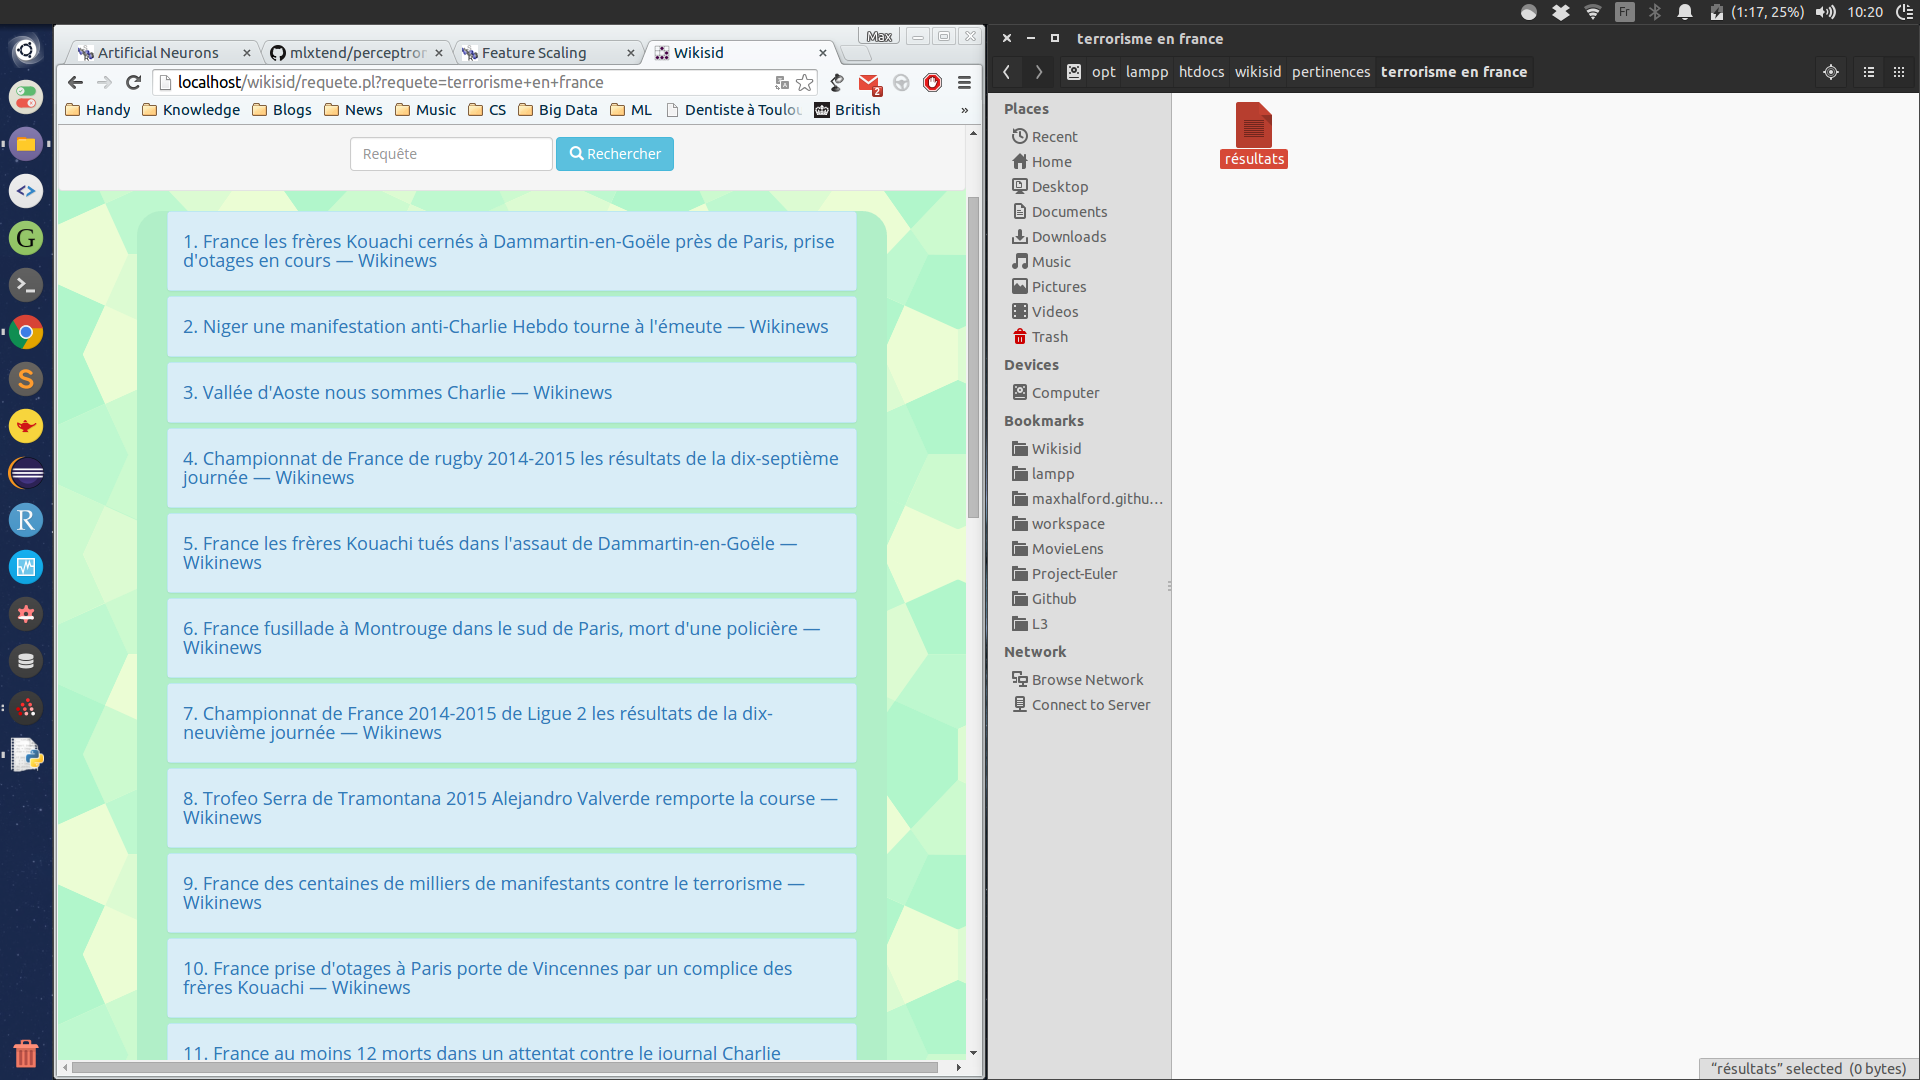 Fr
(1:17, 25%)
10:20
Max
Artificial Neurons
mlxtend/perceptror
Feature Scaling
Wikisid
localhost/wikisid/requete.pl?requete=terrorisme+en+france
2
Handy
Knowledge
Blogs
News
Music
CS
Big Data
ML
Dentiste à Toulou
British
»
Requête
Rechercher
1. France les frères Kouachi cernés à Dammartin-en-Goële près de Paris, prise
d'otages en cours — Wikinews
2. Niger une manifestation anti-Charlie Hebdo tourne à l'émeute — Wikinews
3. Vallée d'Aoste nous sommes Charlie — Wikinews
4. Championnat de France de rugby 2014-2015 les résultats de la dix-septième
journée — Wikinews
5. France les frères Kouachi tués dans l'assaut de Dammartin-en-Goële —
Wikinews
6. France fusillade à Montrouge dans le sud de Paris, mort d'une policière —
Wikinews
7. Championnat de France 2014-2015 de Ligue 2 les résultats de la dix-
neuvième journée — Wikinews
8. Trofeo Serra de Tramontana 2015 Alejandro Valverde remporte la course —
Wikinews
9. France des centaines de milliers de manifestants contre le terrorisme —
Wikinews
10. France prise d'otages à Paris porte de Vincennes par un complice des
frères Kouachi — Wikinews
11. France au moins 12 morts dans un attentat contre le journal Charlie
terrorisme en france
opt
lampp
htdocs
wikisid
pertinences
terrorisme en france
Places
Recent
Home
Desktop
Documents
Downloads
Music
Pictures
Videos
Trash
Devices
Computer
Bookmarks
Wikisid
lampp
maxhalford.githu...
workspace
MovieLens
Project-Euler
Github
L3
Network
Browse Network
Connect to Server
résultats
"résultats" selected (0 bytes)
G
S
R